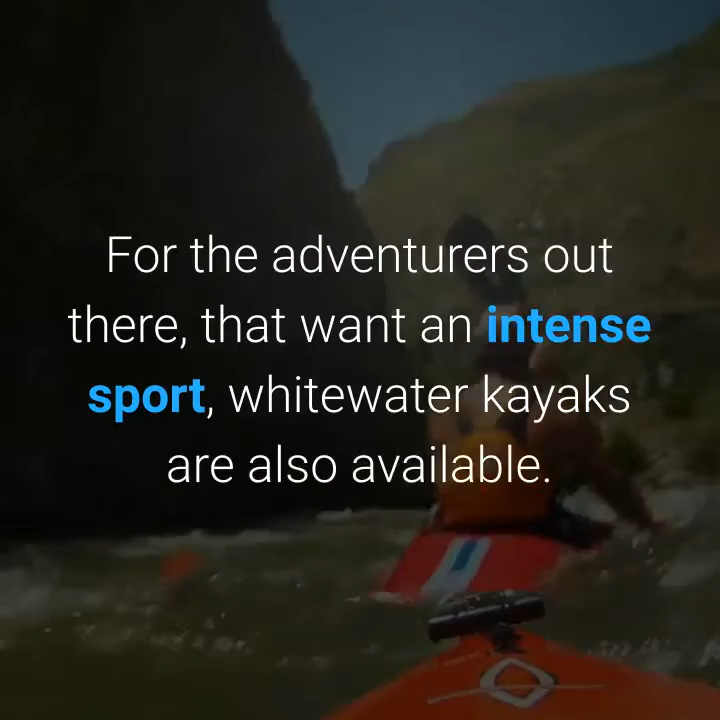 For the adventurers out
there, that want an intense
sport, whitewater kayaks
are also available.